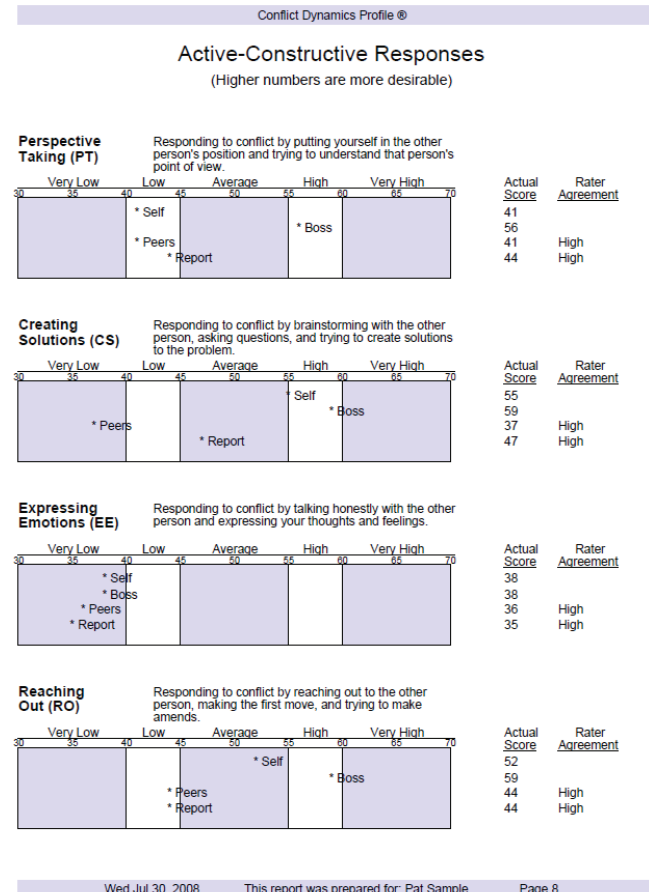 Conflict Dynamics Profile ®
Active-Constructive Responses
(Higher numbers are more desirable)
Perspective Taking (PT)
Responding to conflict by putting yourself in the other
person's position and trying to understand that person's
point of view.
Very Low Low Average High Very High Actual Rater
30 35 40 45 50 55 60 65 70 Score Agreement
* Self 41
* Boss 56
* Peers 41 High
* Report 44 High
Creating Solutions (CS)
Responding to conflict by brainstorming with the other
person, asking questions, and trying to create solutions
to the problem.
Very Low Low Average High Very High Actual Rater
30 35 40 45 50 55 60 65 70 Score Agreement
* Self 55
* Boss 59
* Peers 37 High
* Report 47 High
Expressing Emotions (EE)
Responding to conflict by talking honestly with the other
person and expressing your thoughts and feelings.
Very Low Low Average High Very High Actual Rater
30 35 40 45 50 55 60 65 70 Score Agreement
* Self 38
* Boss 38
* Peers 36 High
* Report 35 High
Reaching Out (RO)
Responding to conflict by reaching out to the other
person, making the first move, and trying to make
amends.
Very Low Low Average High Very High Actual Rater
30 35 40 45 50 55 60 65 70 Score Agreement
* Self 52
* Boss 59
* Peers 44 High
* Report 44 High
Wed Jul 30, 2008 This report was prepared for: Pat Sample Page 8